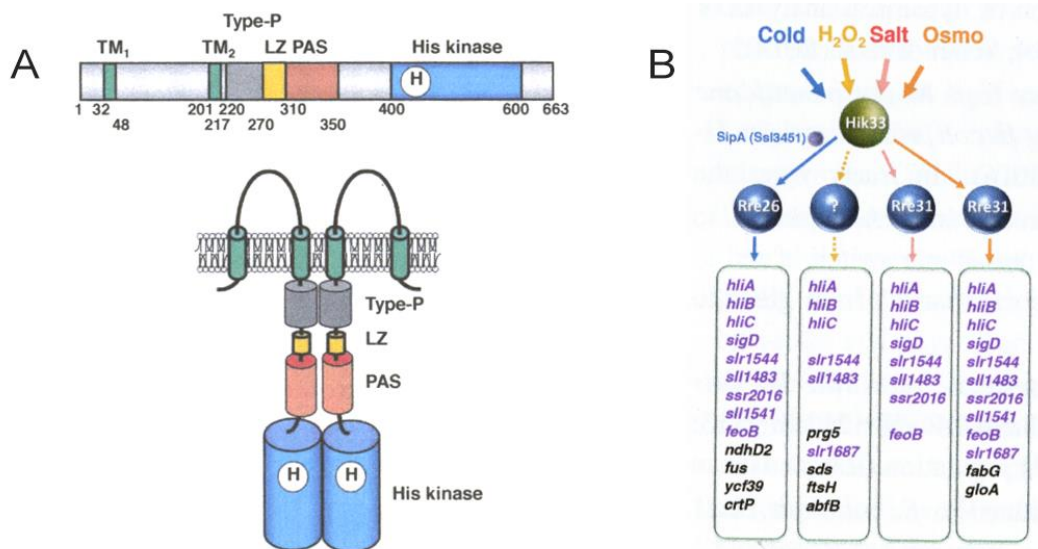 A
Type-P
TM1
TM2
LZ PAS
His kinase
H
1 32 201 220 310 400 600 663
48 217 270 350
Type-P
LZ
PAS
H H
His kinase
B
Cold H2O2 Salt Osmo
Hik33
SipA (Ssl3451)
Rre26 ? Rre31 Rre31
hliA
hliB
hliC
sigD
slr1544
sll1483
ssr2016
sll1541
feoB
ndhD2
fus
ycf39
crtP
hliA
hliB
hliC
slr1544
sll1483
prg5
slr1687
sds
ftsH
abfB
hliA
hliB
hliC
sigD
slr1544
sll1483
ssr2016
feoB
hliA
hliB
hliC
sigD
slr1544
sll1483
ssr2016
sll1541
feoB
slr1687
fabG
gloA